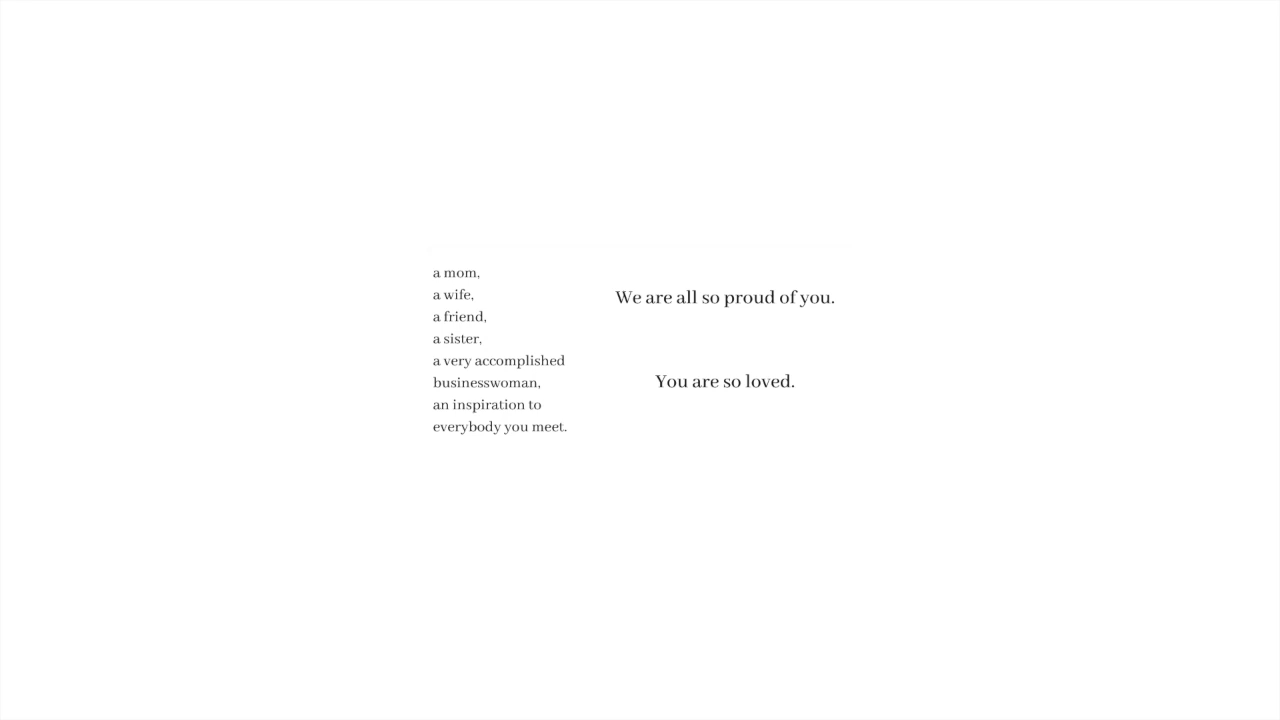 a mom,
a wife,
a friend,
a sister,
a very accomplished
businesswoman,
an inspiration to
everybody you meet.
We are all so proud of you.
You are so loved.